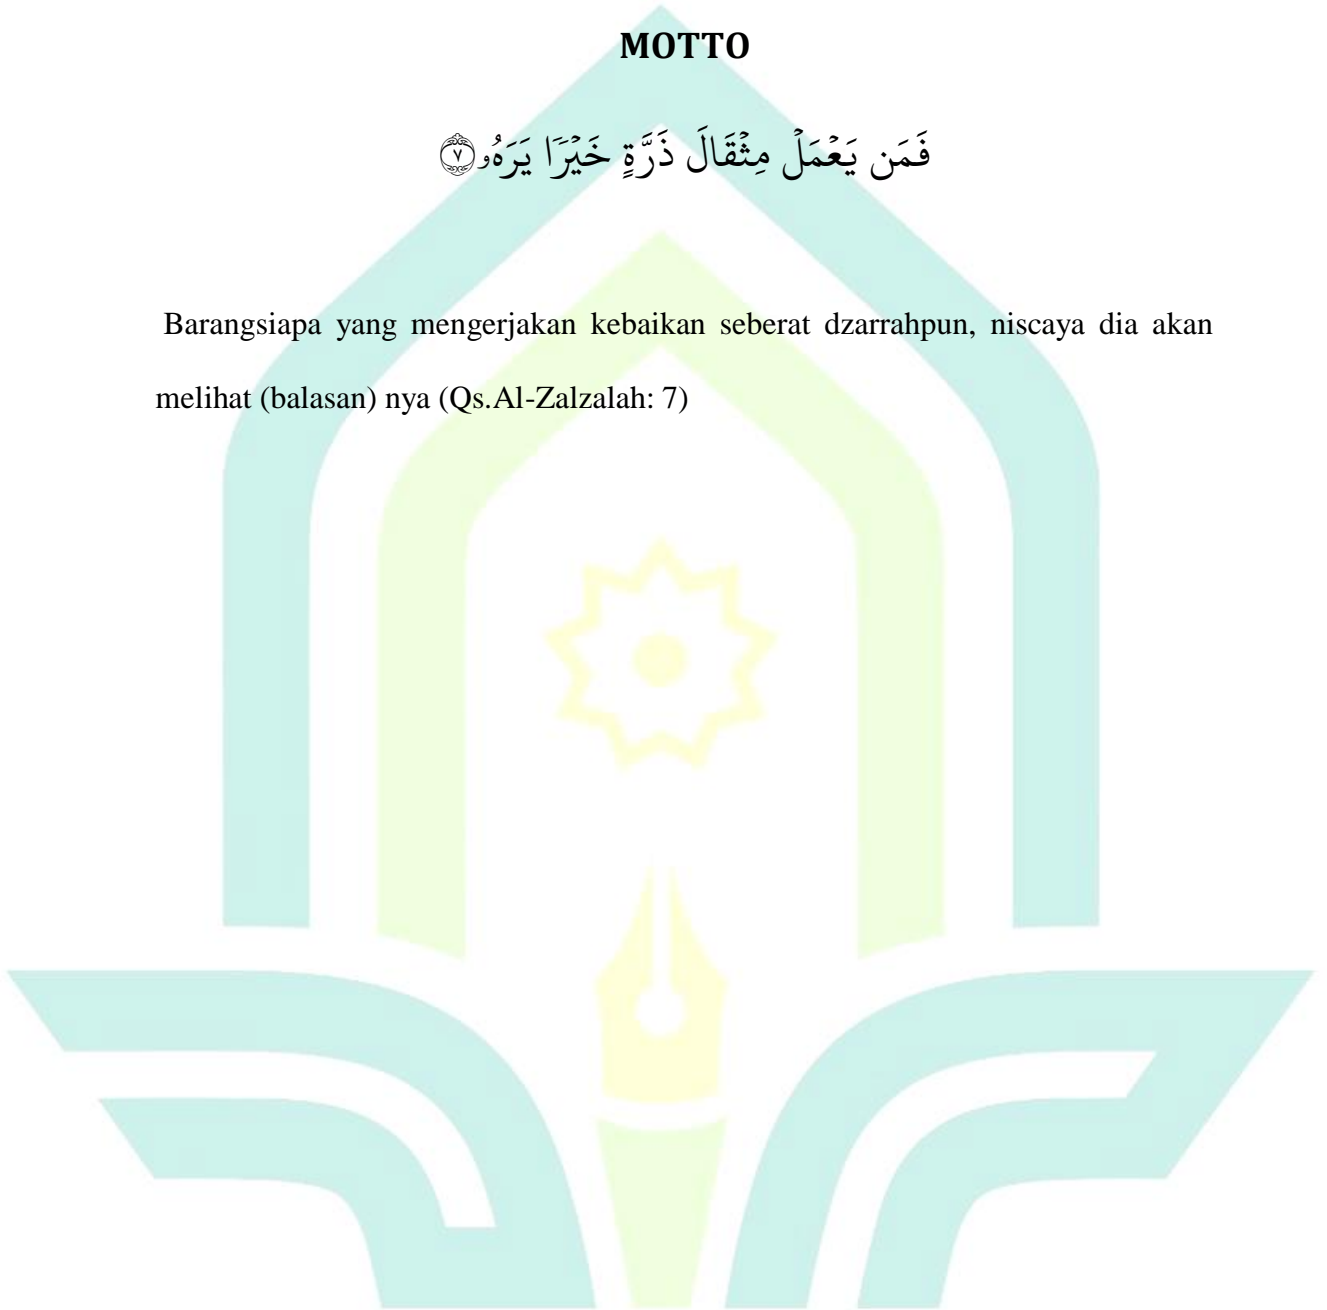 MOTTO
فَمَن يَعۡمَلۡ مِثۡقَالَ ذَرَّةٍ خَيۡرٗا يَرَهُۥ ٧
Barangsiapa yang mengerjakan kebaikan seberat dzarrahpun, niscaya dia akan
melihat (balasan) nya (Qs.Al-Zalzalah: 7)